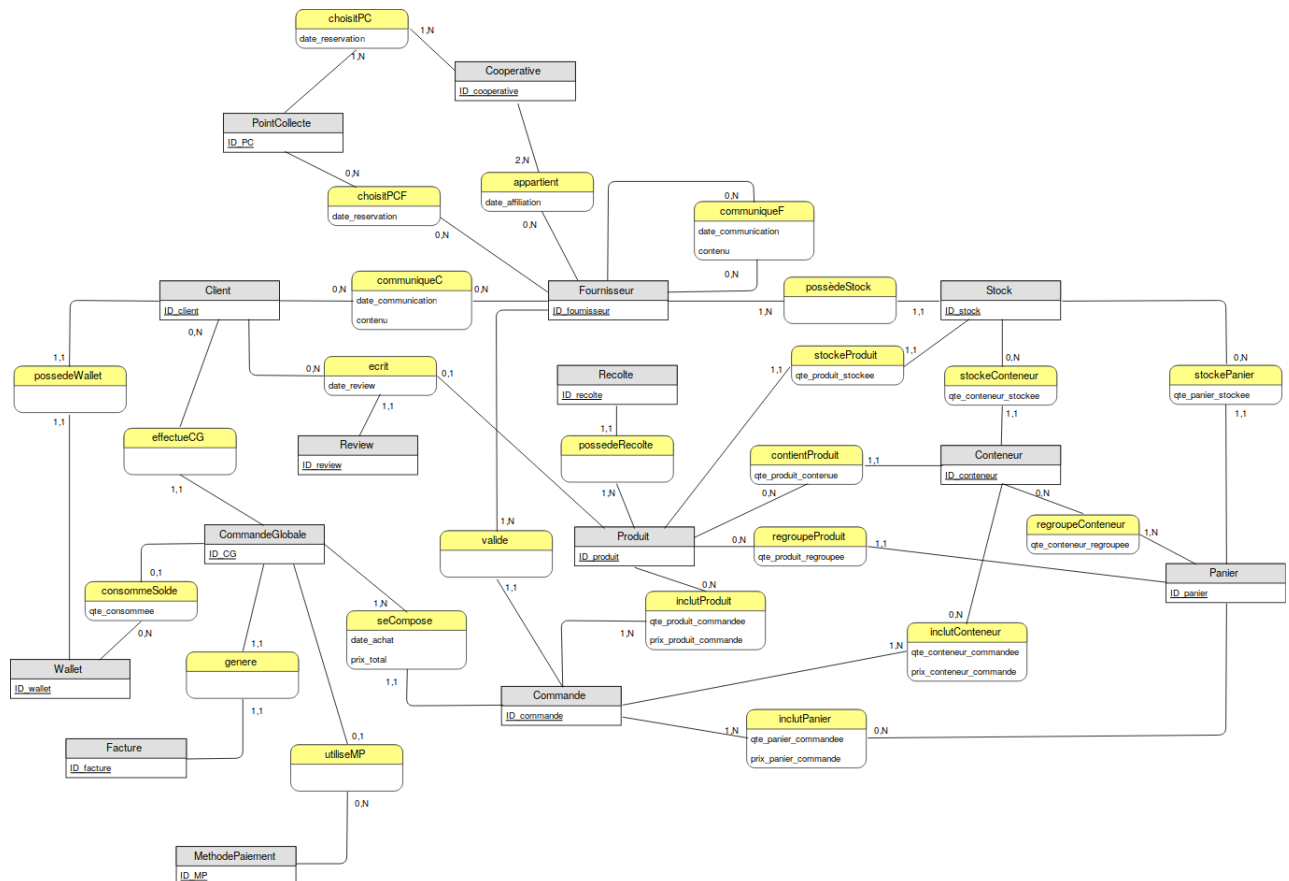 choisitPC
date_reservation
1,N
1,N
Cooperative
ID_cooperative
PointCollecte
ID_PC
2,N
0,N
appartient
date_affiliation
0,N
choisitPCF
date_reservation
0,N
0,N
communiqueF
date_communication
contenu
0,N
Client
ID_client
0,N
communiqueC
date_communication
contenu
0,N
Fournisseur
ID_fournisseur
possèdeStock
1,N
1,1
Stock
ID_stock
0,N
1,1
possedeWallet
1,1
0,N
ecrit
date_review
0,1
1,1
Recolte
ID_recolte
stockeProduit
qte_produit_stockee
1,1
1,1
0,N
stockeConteneur
qte_conteneur_stockee
1,1
0,N
stockePanier
qte_panier_stockee
1,1
effectueCG
1,1
Review
ID_review
1,1
possedeRecolte
1,N
contientProduit
qte_produit_contenue
1,1
0,N
Conteneur
ID_conteneur
0,N
regroupeConteneur
qte_conteneur_regroupee
1,N
CommandeGlobale
ID_CG
1,N
valide
1,1
Produit
ID_produit
0,N
regroupeProduit
qte_produit_regroupee
1,1
Panier
ID_panier
0,1
consommeSolde
qte_consommee
0,N
1,N
seCompose
date_achat
prix_total
1,1
0,N
inclutProduit
qte_produit_commandee
prix_produit_commande
1,N
0,N
inclutConteneur
qte_conteneur_commandee
prix_conteneur_commande
1,N
Wallet
ID_wallet
1,1
genere
1,1
Commande
ID_commande
1,N
inclutPanier
qte_panier_commandee
prix_panier_commande
0,N
Facture
ID_facture
0,1
utiliseMP
0,N
MethodePaiement
ID_MP